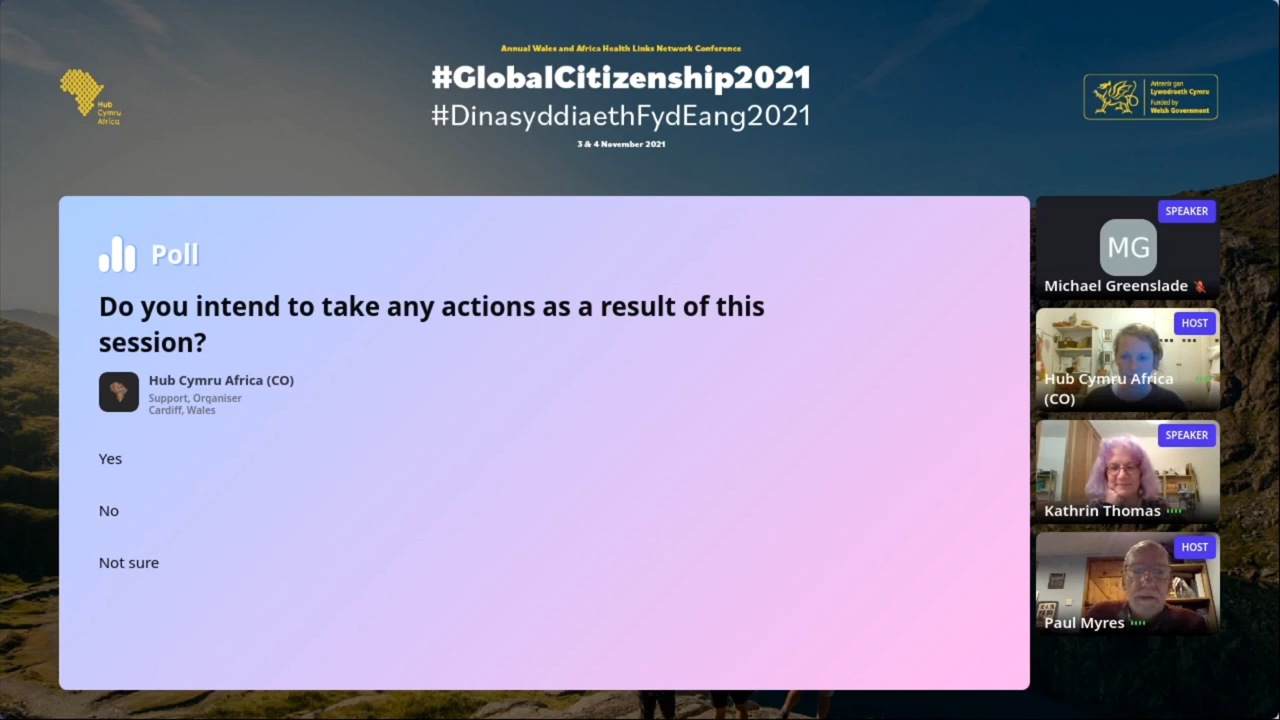 Annual Wales and Africa Health Links Network Conference
#GlobalCitizenship2021
#DinasyddiaethFydEang2021
3 & 4 November 2021
Hub
Cymru
Africa
Ariennir gan
Lywodraeth Cymru
Funded by
Welsh Government
Poll
Do you intend to take any actions as a result of this
session?
Hub Cymru Africa (CO)
Support, Organiser
Cardiff, Wales
Yes
No
Not sure
SPEAKER
MG
Michael Greenslade
HOST
Hub Cymru Africa
(CO)
SPEAKER
Kathrin Thomas
HOST
Paul Myres